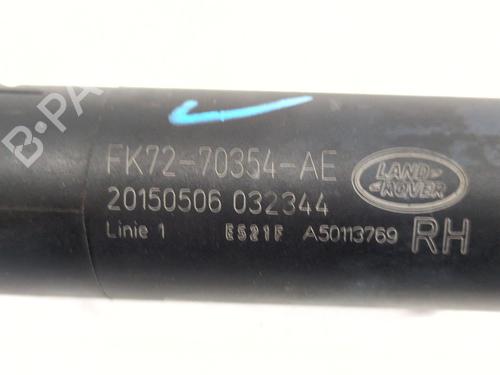 FK72-70354-AE
LAND
ROVER
20150506 032344
Linie 1 E521F A50113769 RH
B-PA